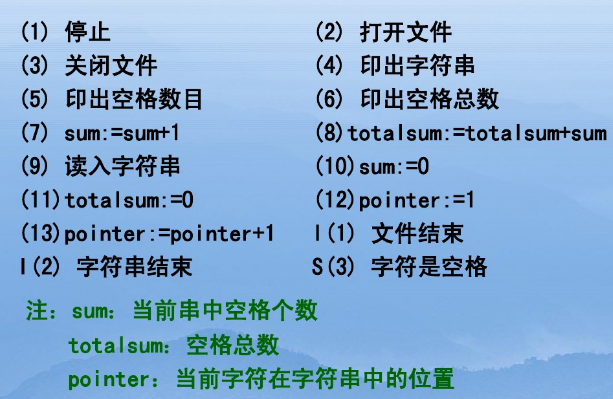 (1) 停止 (2) 打开文件
(3) 关闭文件 (4) 印出字符串
(5) 印出空格数目 (6) 印出空格总数
(7) sum:=sum+1 (8)totalsum:=totalsum+sum
(9) 读入字符串 (10)sum:=0
(11)totalsum:=0 (12)pointer:=1
(13)pointer:=pointer+1 I(1) 文件结束
I(2) 字符串结束 S(3) 字符是空格
注：sum：当前串中空格个数
totalsum：空格总数
pointer：当前字符在字符串中的位置